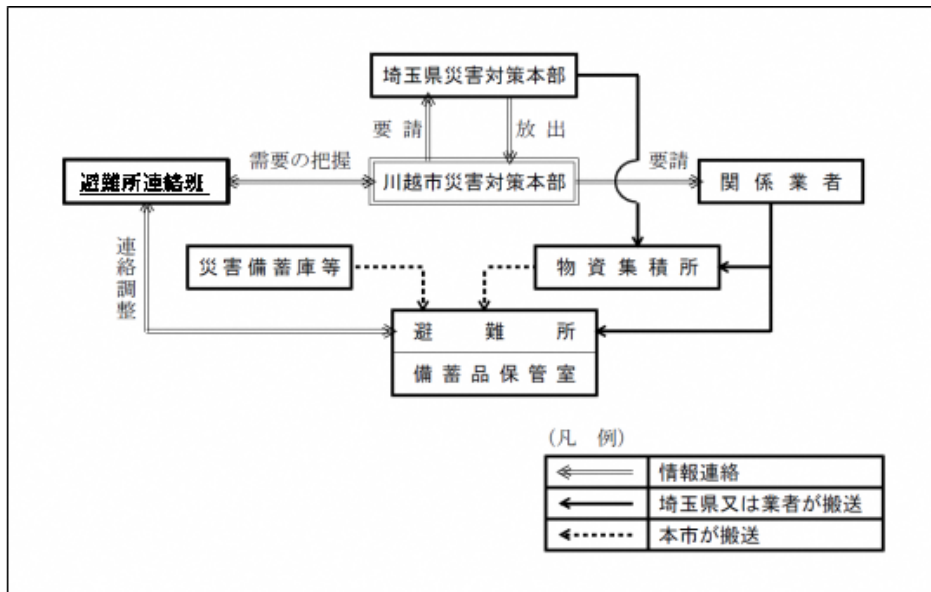 埼玉県災害対策本部
要請
放出
需要の把握
要請
避難所連絡班
川越市災害対策本部
関係業者
連絡調整
災害備蓄庫等
物資集積所
避難所
備蓄品保管室
(凡 例)
情報連絡
埼玉県又は業者が搬送
本市が搬送